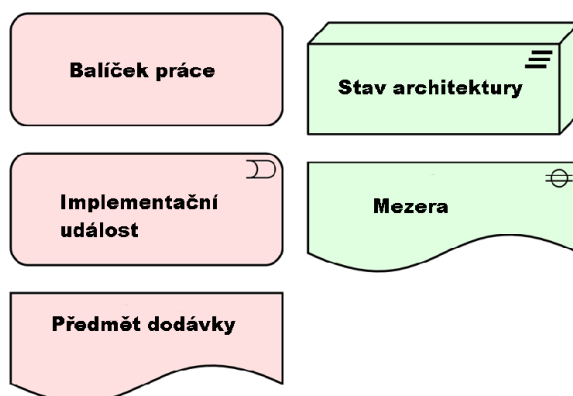 Balíček práce
Stav architektury
Implementační
událost
Mezera
Předmět dodávky